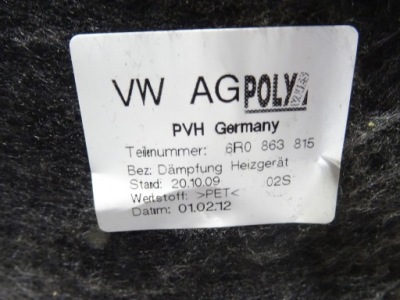 VW AG POLY
PVH Germany
Teilenummer: 6R0 863 815
Bez: Dämpfung Heizgerät
Stand: 20.10.09 02S
Werkstoff: >PET<
Datum: 01.02.12